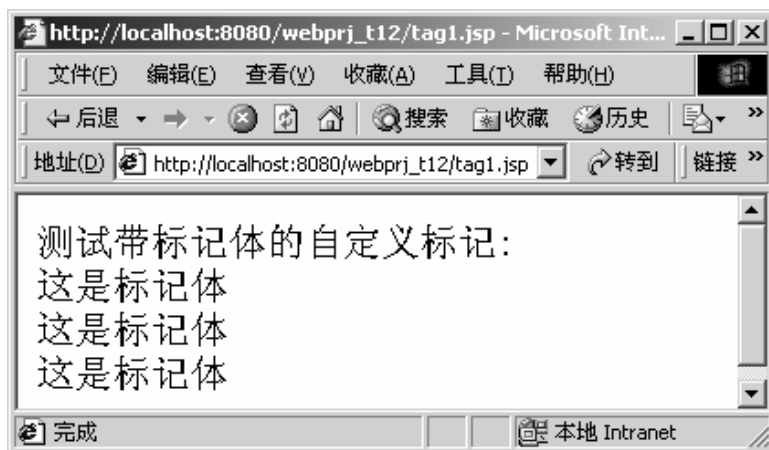 http://localhost:8080/webprj_t12/tag1.jsp - Microsoft Int...
文件(F) 编辑(E) 查看(V) 收藏(A) 工具(T) 帮助(H)
后退 搜索 收藏 历史 »
地址(D) http://localhost:8080/webprj_t12/tag1.jsp 转到 链接 »
测试带标记体的自定义标记:
这是标记体
这是标记体
这是标记体
完成 本地 Intranet